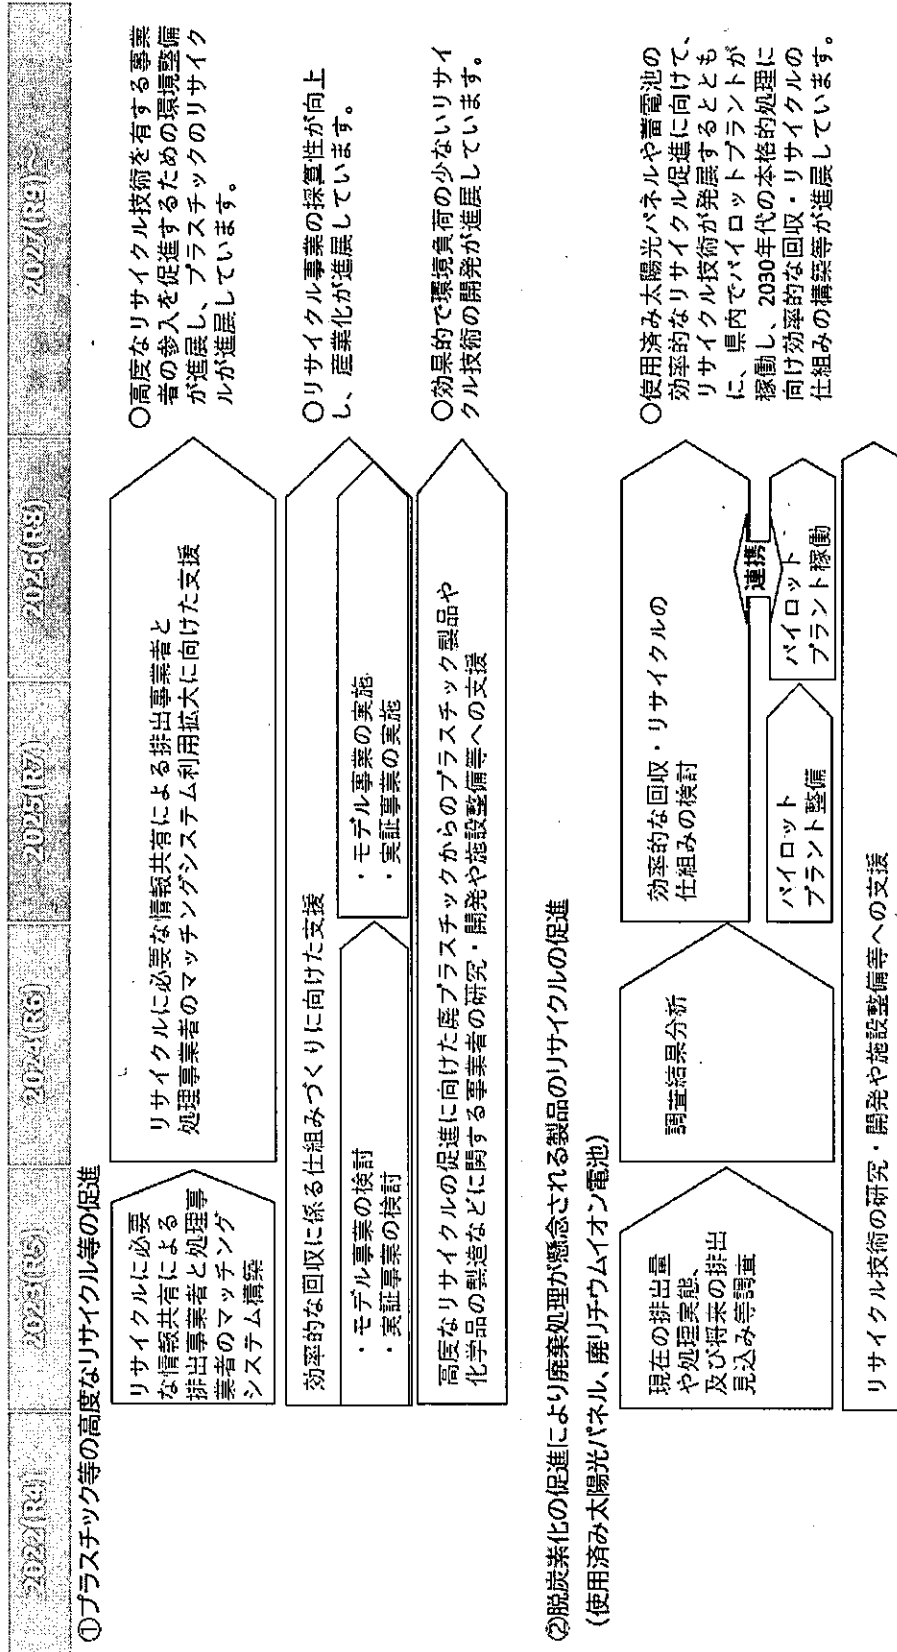 2022(R4)
2023(R5)
2024(R6)
2025(R7)
2026(R8)
2027(R9)～
①プラスチック等の高度なリサイクル等の促進
リサイクルに必要
な情報共有による
排出事業者と処理事
業者のマッチング
システム構築
リサイクルに必要な情報共有による排出事業者と
処理事業者のマッチングシステム利用拡大に向けた支援
○高度なリサイクル技術を有する事業
者の参入を促進するための環境整備
が進展し、プラスチックのリサイク
ルが進展しています。
効率的な回収に係る仕組みづくりに向けた支援
・モデル事業の検討
・実証事業の検討
・モデル事業の実施
・実証事業の実施
○リサイクル事業の採算性が向上
し、産業化が進展しています。
高度なリサイクルの促進に向けた廃プラスチックからのプラスチック製品や
化学品の製造などに関する事業者の研究・開発や施設整備等への支援
○効果的で環境負荷の少ないリサイ
クル技術の開発が進展しています。
②脱炭素化の促進により廃棄処理が懸念される製品のリサイクルの促進
(使用済み太陽光パネル、廃リチウムイオン電池)
現在の排出量
や処理実態、
及び将来の排出
見込み等調査
調査結果分析
効率的な回収・リサイクルの
仕組みの検討
連携
パイロット
プラント整備
パイロット
プラント稼働
○使用済み太陽光パネルや蓄電池の
効率的なリサイクル促進に向けて、
リサイクル技術が発展するととも
に、県内でパイロットプラントが
稼働し、2030年代の本格的処理に
向け効率的な回収・リサイクルの
仕組みの構築等が進展しています。
リサイクル技術の研究・開発や施設整備等への支援